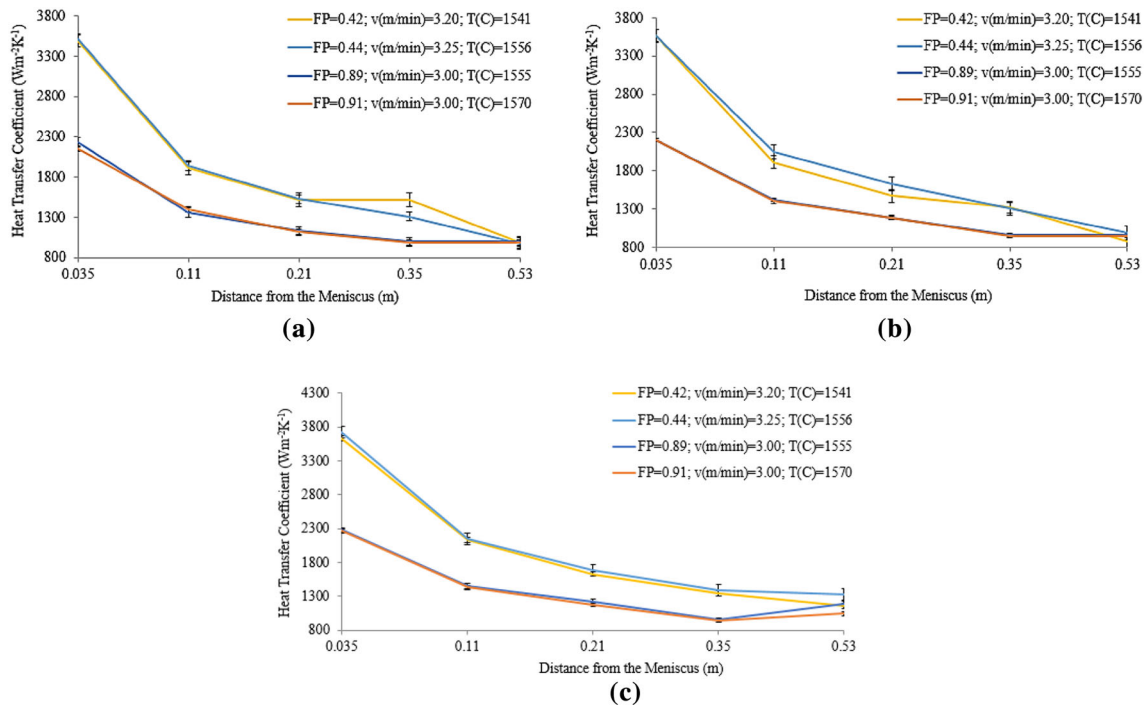 3800
3300
2800
2300
1800
1300
800
Heat Transfer Coefficient (Wm⁻²K⁻¹)
FP=0.42; v(m/min)=3.20; T(C)=1541
FP=0.44; v(m/min)=3.25; T(C)=1556
FP=0.89; v(m/min)=3.00; T(C)=1555
FP=0.91; v(m/min)=3.00; T(C)=1570
0.035 0.11 0.21 0.35 0.53
Distance from the Meniscus (m)
(a)
3800
3300
2800
2300
1800
1300
800
Heat Transfer Coefficient (Wm⁻²K⁻¹)
FP=0.42; v(m/min)=3.20; T(C)=1541
FP=0.44; v(m/min)=3.25; T(C)=1556
FP=0.89; v(m/min)=3.00; T(C)=1555
FP=0.91; v(m/min)=3.00; T(C)=1570
0.035 0.11 0.21 0.35 0.53
Distance from the Meniscus (m)
(b)
4300
3800
3300
2800
2300
1800
1300
800
Heat Transfer Coefficient (Wm⁻²K⁻¹)
FP=0.42; v(m/min)=3.20; T(C)=1541
FP=0.44; v(m/min)=3.25; T(C)=1556
FP=0.89; v(m/min)=3.00; T(C)=1555
FP=0.91; v(m/min)=3.00; T(C)=1570
0.035 0.11 0.21 0.35 0.53
Distance from the Meniscus (m)
(c)